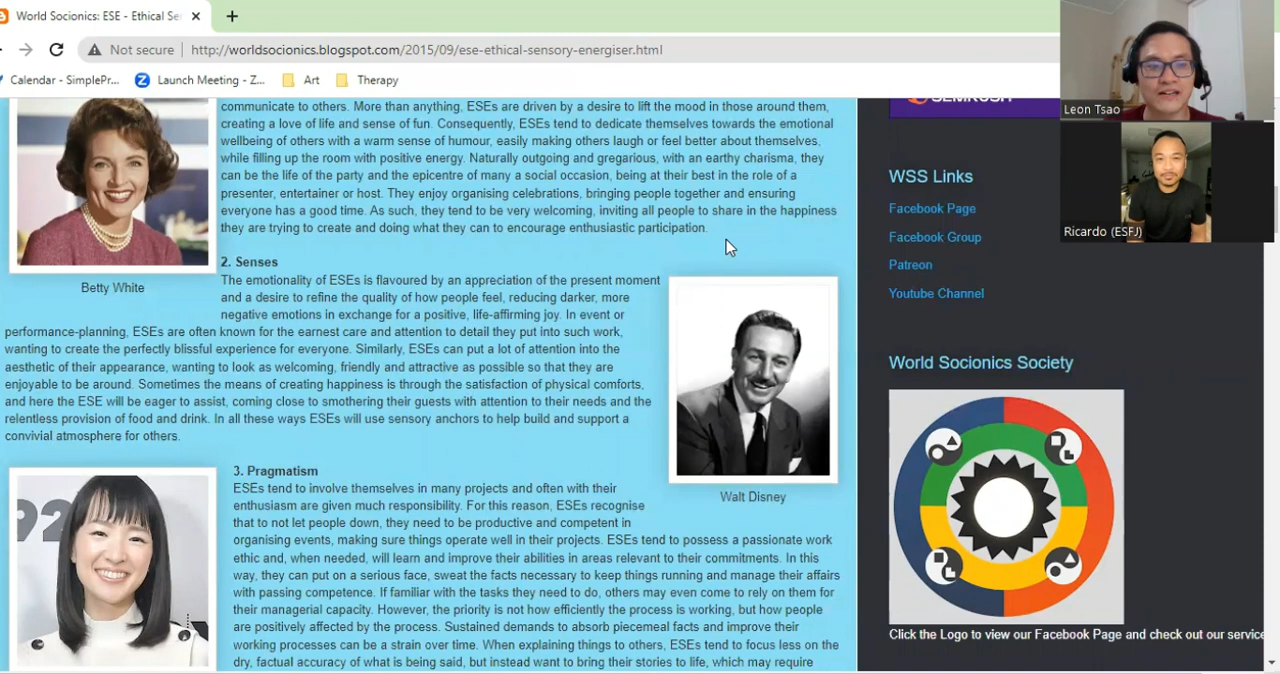 World Socionics: ESE - Ethical Se
Not secure | http://worldsocionics.blogspot.com/2015/09/ese-ethical-sensory-energiser.html
Calendar - SimplePr... Launch Meeting - Z... Art Therapy
communicate to others. More than anything, ESEs are driven by a desire to lift the mood in those around them,
creating a love of life and sense of fun. Consequently, ESEs tend to dedicate themselves towards the emotional
wellbeing of others with a warm sense of humour, easily making others laugh or feel better about themselves,
while filling up the room with positive energy. Naturally outgoing and gregarious, with an earthy charisma, they
can be the life of the party and the epicentre of many a social occasion, being at their best in the role of a
presenter, entertainer or host. They enjoy organising celebrations, bringing people together and ensuring
everyone has a good time. As such, they tend to be very welcoming, inviting all people to share in the happiness
they are trying to create and doing what they can to encourage enthusiastic participation.
Betty White
2. Senses
The emotionality of ESEs is flavoured by an appreciation of the present moment
and a desire to refine the quality of how people feel, reducing darker, more
negative emotions in exchange for a positive, life-affirming joy. In event or
performance-planning, ESEs are often known for the earnest care and attention to detail they put into such work,
wanting to create the perfectly blissful experience for everyone. Similarly, ESEs can put a lot of attention into the
aesthetic of their appearance, wanting to look as welcoming, friendly and attractive as possible so that they are
enjoyable to be around. Sometimes the means of creating happiness is through the satisfaction of physical comforts,
and here the ESE will be eager to assist, coming close to smothering their guests with attention to their needs and the
relentless provision of food and drink. In all these ways ESEs will use sensory anchors to help build and support a
convivial atmosphere for others.
Walt Disney
92
3. Pragmatism
ESEs tend to involve themselves in many projects and often with their
enthusiasm are given much responsibility. For this reason, ESEs recognise
that to not let people down, they need to be productive and competent in
organising events, making sure things operate well in their projects. ESEs tend to possess a passionate work
ethic and, when needed, will learn and improve their abilities in areas relevant to their commitments. In this
way, they can put on a serious face, sweat the facts necessary to keep things running and manage their affairs
with passing competence. If familiar with the tasks they need to do, others may even come to rely on them for
their managerial capacity. However, the priority is not how efficiently the process is working, but how people
are positively affected by the process. Sustained demands to absorb piecemeal facts and improve their
working processes can be a strain over time. When explaining things to others, ESEs tend to focus less on the
dry, factual accuracy of what is being said, but instead want to bring their stories to life, which may require
SEMRUSH
WSS Links
Facebook Page
Facebook Group
Patreon
Youtube Channel
World Socionics Society
Click the Logo to view our Facebook Page and check out our service
Leon Tsao
Ricardo (ESFJ)